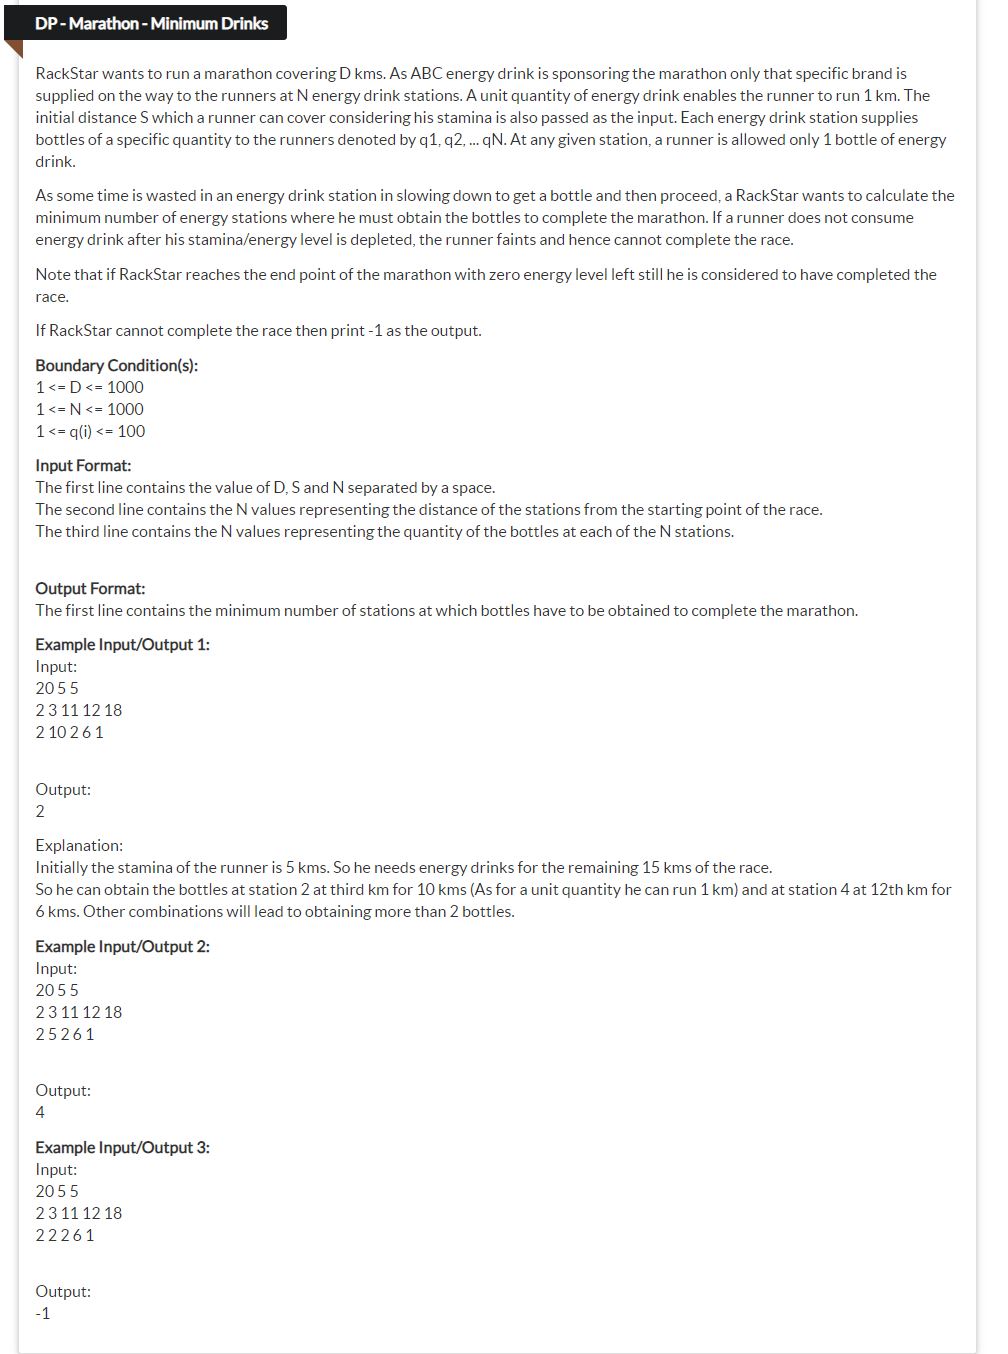 DP - Marathon - Minimum Drinks
RackStar wants to run a marathon covering D kms. As ABC energy drink is sponsoring the marathon only that specific brand is
supplied on the way to the runners at N energy drink stations. A unit quantity of energy drink enables the runner to run 1 km. The
initial distance S which a runner can cover considering his stamina is also passed as the input. Each energy drink station supplies
bottles of a specific quantity to the runners denoted by q1, q2, ... qN. At any given station, a runner is allowed only 1 bottle of energy
drink.
As some time is wasted in an energy drink station in slowing down to get a bottle and then proceed, a RackStar wants to calculate the
minimum number of energy stations where he must obtain the bottles to complete the marathon. If a runner does not consume
energy drink after his stamina/energy level is depleted, the runner faints and hence cannot complete the race.
Note that if RackStar reaches the end point of the marathon with zero energy level left still he is considered to have completed the
race.
If RackStar cannot complete the race then print -1 as the output.
Boundary Condition(s):
1 <= D <= 1000
1 <= N <= 1000
1 <= q(i) <= 100
Input Format:
The first line contains the value of D, S and N separated by a space.
The second line contains the N values representing the distance of the stations from the starting point of the race.
The third line contains the N values representing the quantity of the bottles at each of the N stations.
Output Format:
The first line contains the minimum number of stations at which bottles have to be obtained to complete the marathon.
Example Input/Output 1:
Input:
20 5 5
2 3 11 12 18
2 10 2 6 1
Output:
2
Explanation:
Initially the stamina of the runner is 5 kms. So he needs energy drinks for the remaining 15 kms of the race.
So he can obtain the bottles at station 2 at third km for 10 kms (As for a unit quantity he can run 1 km) and at station 4 at 12th km for
6 kms. Other combinations will lead to obtaining more than 2 bottles.
Example Input/Output 2:
Input:
20 5 5
2 3 11 12 18
2 5 2 6 1
Output:
4
Example Input/Output 3:
Input:
20 5 5
2 3 11 12 18
2 2 2 6 1
Output:
-1